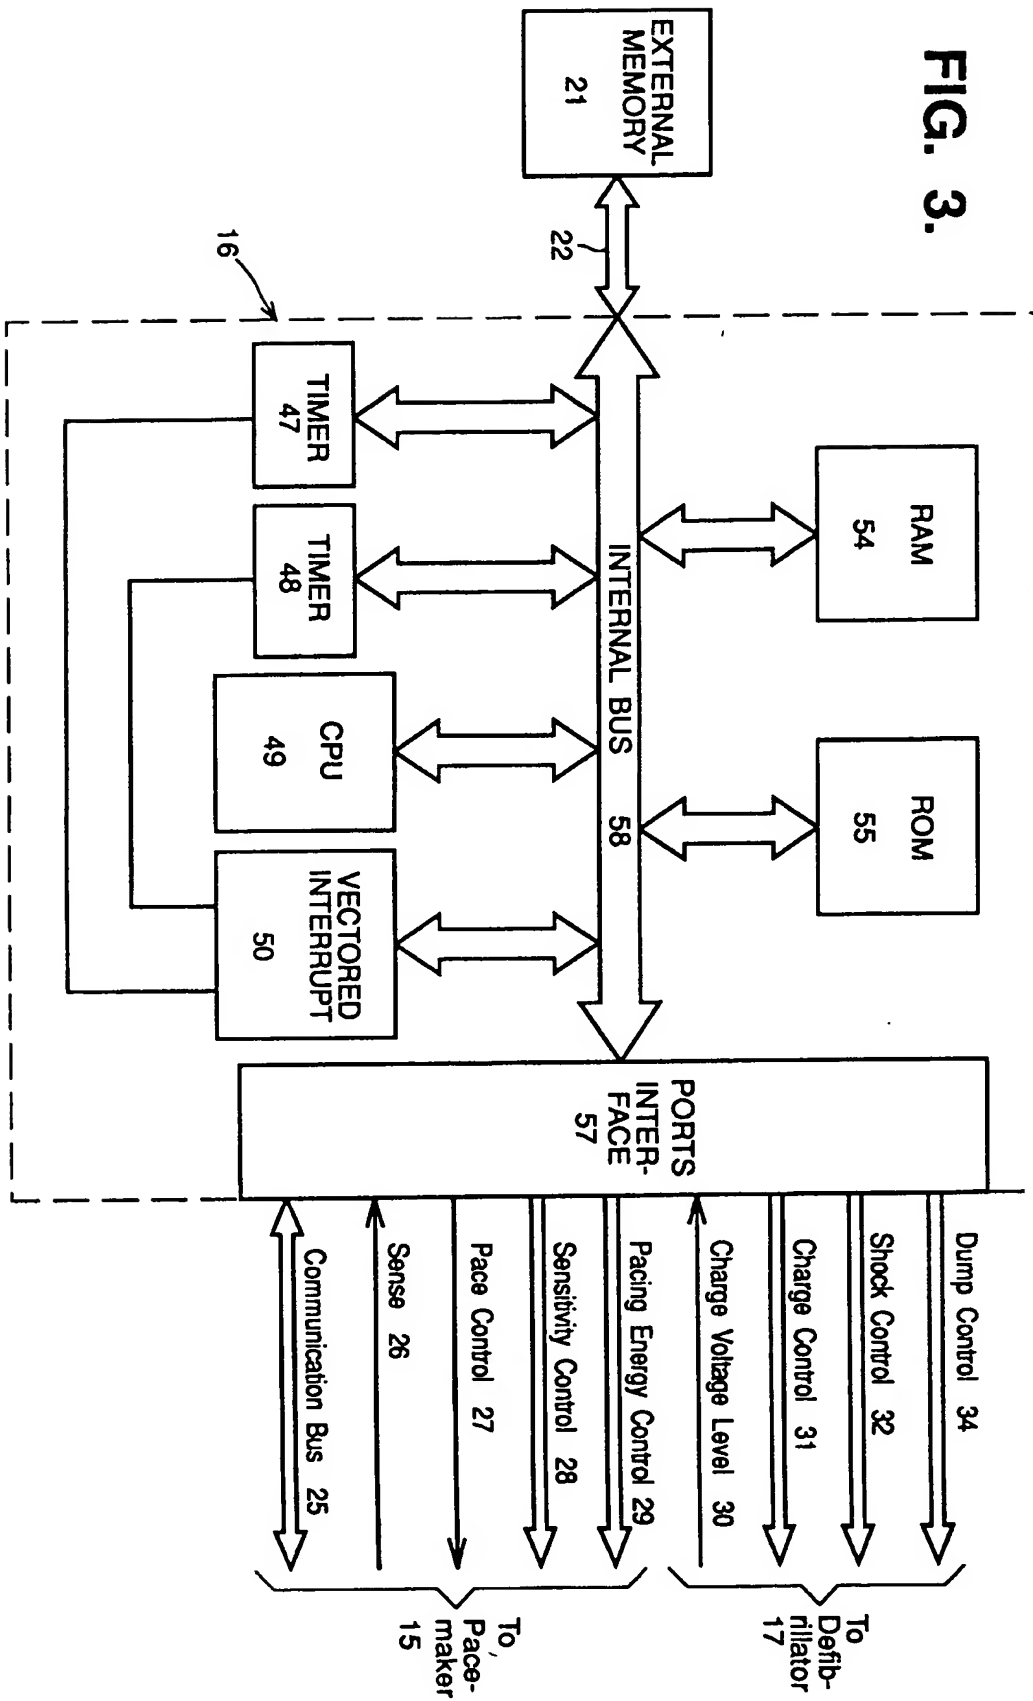 FIG. 3.
EXTERNAL
MEMORY
21
22
16
RAM
54
ROM
55
INTERNAL BUS 58
TIMER
47
TIMER
48
CPU
49
VECTORED
INTERRUPT
50
PORTS
INTER-
FACE
57
Dump Control 34
Shock Control 32
Charge Control 31
Charge Voltage Level 30
Pacing Energy Control 29
Sensitivity Control 28
Pace Control 27
Sense 26
Communication Bus 25
To
Defib-
rillator
17
To
Pace-
maker
15